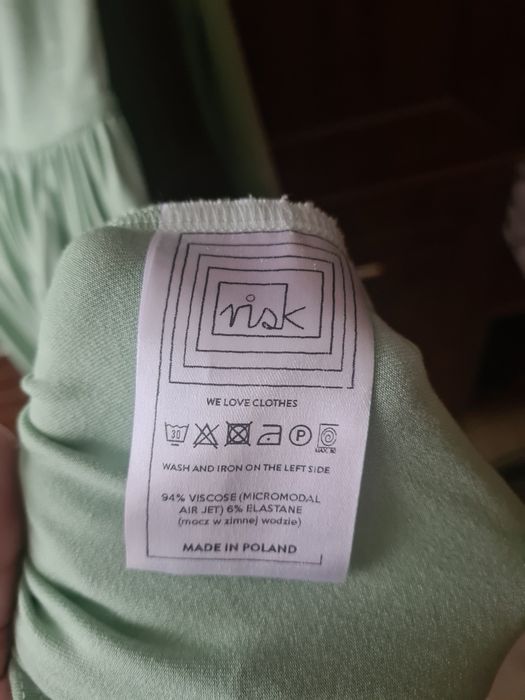 risk
WE LOVE CLOTHES
30 P
WASH AND IRON ON THE LEFT SIDE
94% VISCOSE (MICROMODAL
AIR JET) 6% ELASTANE
(mocz w zimnej wodzie)
MADE IN POLAND